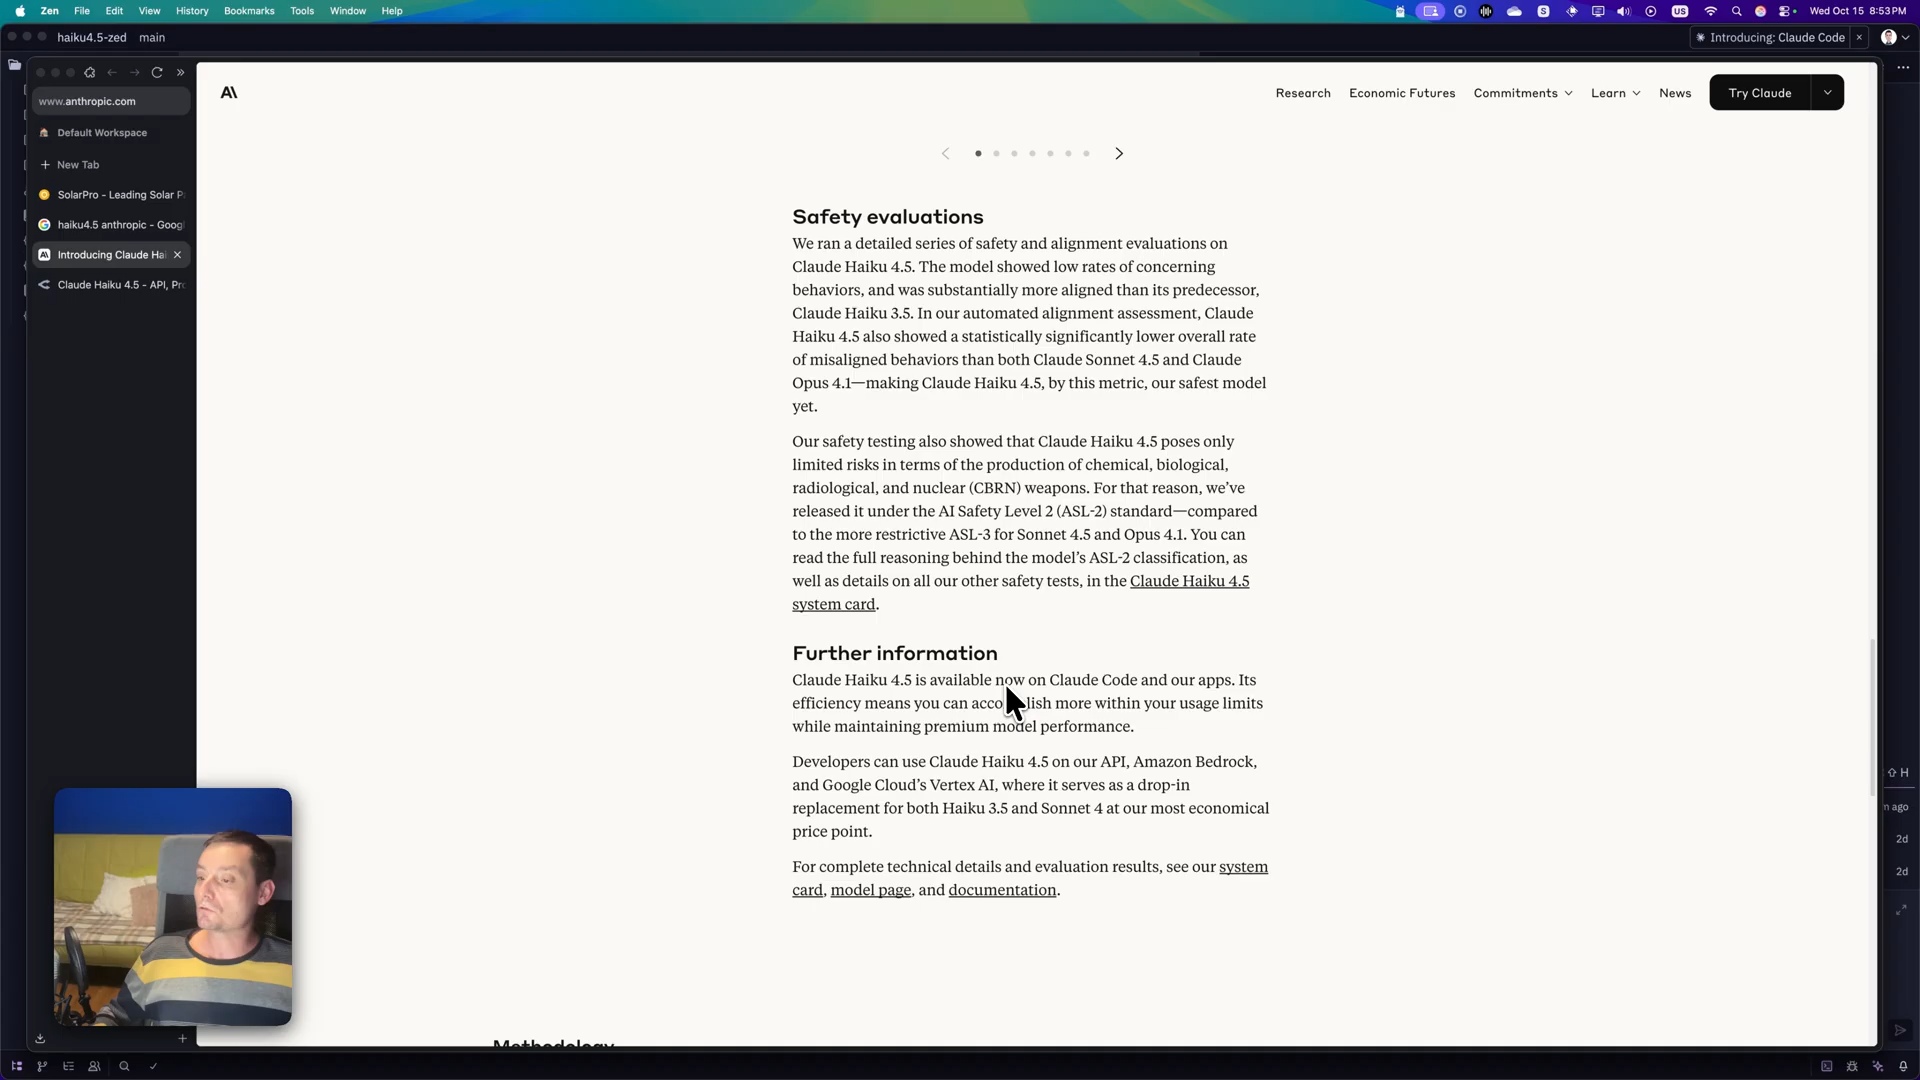 Zen File Edit View History Bookmarks Tools Window Help
US Wed Oct 15 8:53 PM
haiku4.5-zed main
Introducing: Claude Code
www.anthropic.com
Default Workspace
New Tab
SolarPro - Leading Solar P
haiku4.5 anthropic - Goog
Introducing Claude Hai
Claude Haiku 4.5 - API, Pr
Research Economic Futures Commitments Learn News Try Claude
Safety evaluations
We ran a detailed series of safety and alignment evaluations on
Claude Haiku 4.5. The model showed low rates of concerning
behaviors, and was substantially more aligned than its predecessor,
Claude Haiku 3.5. In our automated alignment assessment, Claude
Haiku 4.5 also showed a statistically significantly lower overall rate
of misaligned behaviors than both Claude Sonnet 4.5 and Claude
Opus 4.1—making Claude Haiku 4.5, by this metric, our safest model
yet.
Our safety testing also showed that Claude Haiku 4.5 poses only
limited risks in terms of the production of chemical, biological,
radiological, and nuclear (CBRN) weapons. For that reason, we’ve
released it under the AI Safety Level 2 (ASL-2) standard—compared
to the more restrictive ASL-3 for Sonnet 4.5 and Opus 4.1. You can
read the full reasoning behind the model’s ASL-2 classification, as
well as details on all our other safety tests, in the Claude Haiku 4.5
system card.
Further information
Claude Haiku 4.5 is available now on Claude Code and our apps. Its
efficiency means you can accomplish more within your usage limits
while maintaining premium model performance.
Developers can use Claude Haiku 4.5 on our API, Amazon Bedrock,
and Google Cloud’s Vertex AI, where it serves as a drop-in
replacement for both Haiku 3.5 and Sonnet 4 at our most economical
price point.
For complete technical details and evaluation results, see our system
card, model page, and documentation.
Methodology
H
m ago
2d
2d